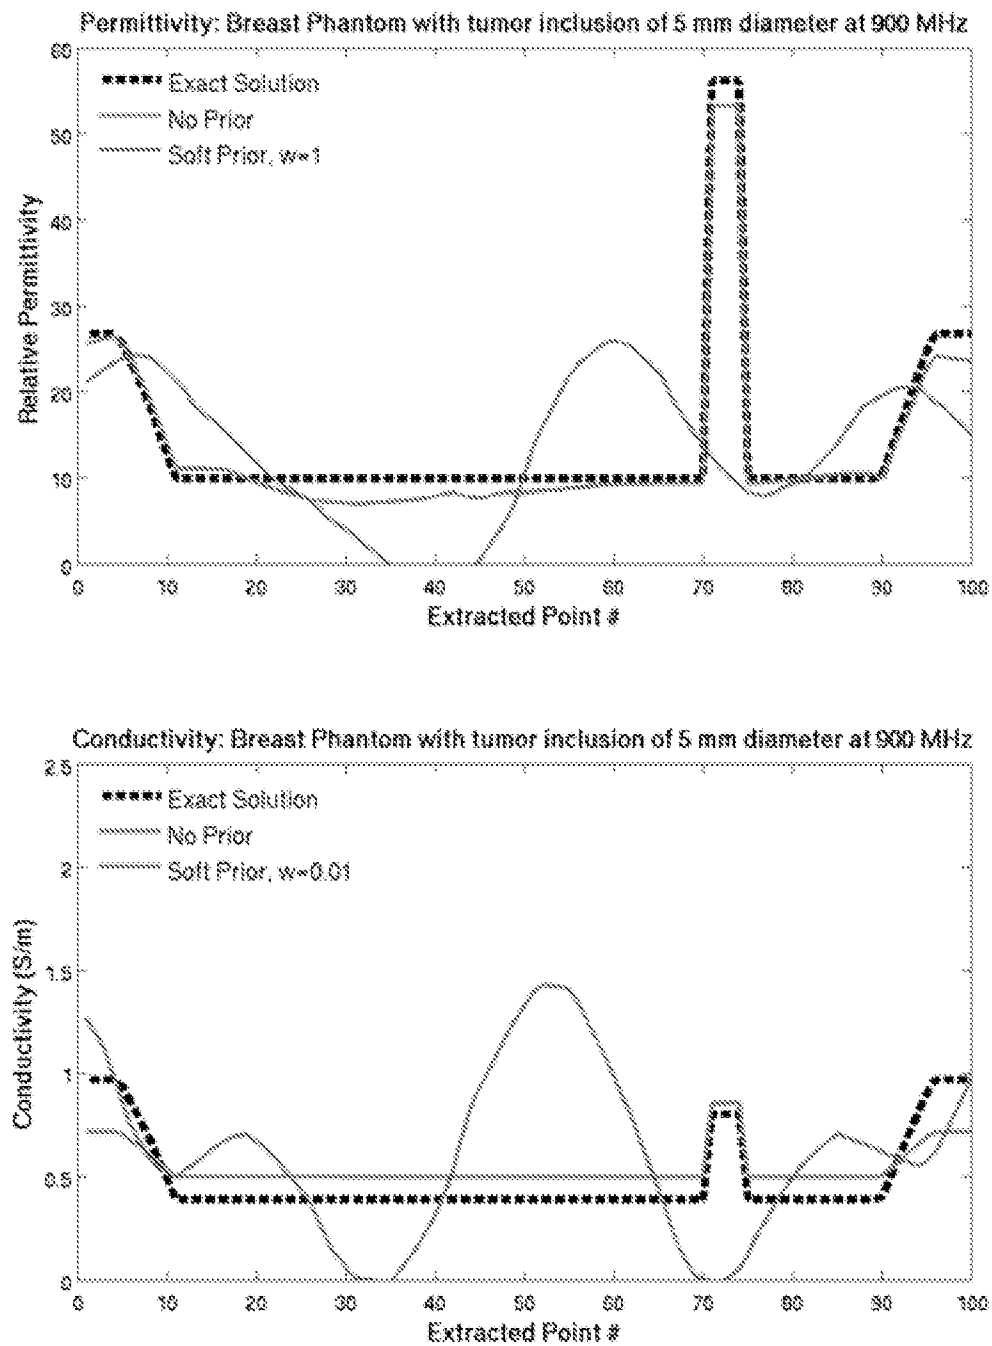 Permittivity: Breast Phantom with tumor inclusion of 5 mm diameter at 900 MHz
60
50
40
30
20
10
0
Relative Permittivity
Exact Solution
No Prior
Soft Prior, w=1
0 10 20 30 40 50 60 70 80 90 100
Extracted Point #
Conductivity: Breast Phantom with tumor inclusion of 5 mm diameter at 900 MHz
2.5
2
1.5
1
0.5
0
Conductivity (S/m)
Exact Solution
No Prior
Soft Prior, w=0.01
0 10 20 30 40 50 60 70 80 90 100
Extracted Point #